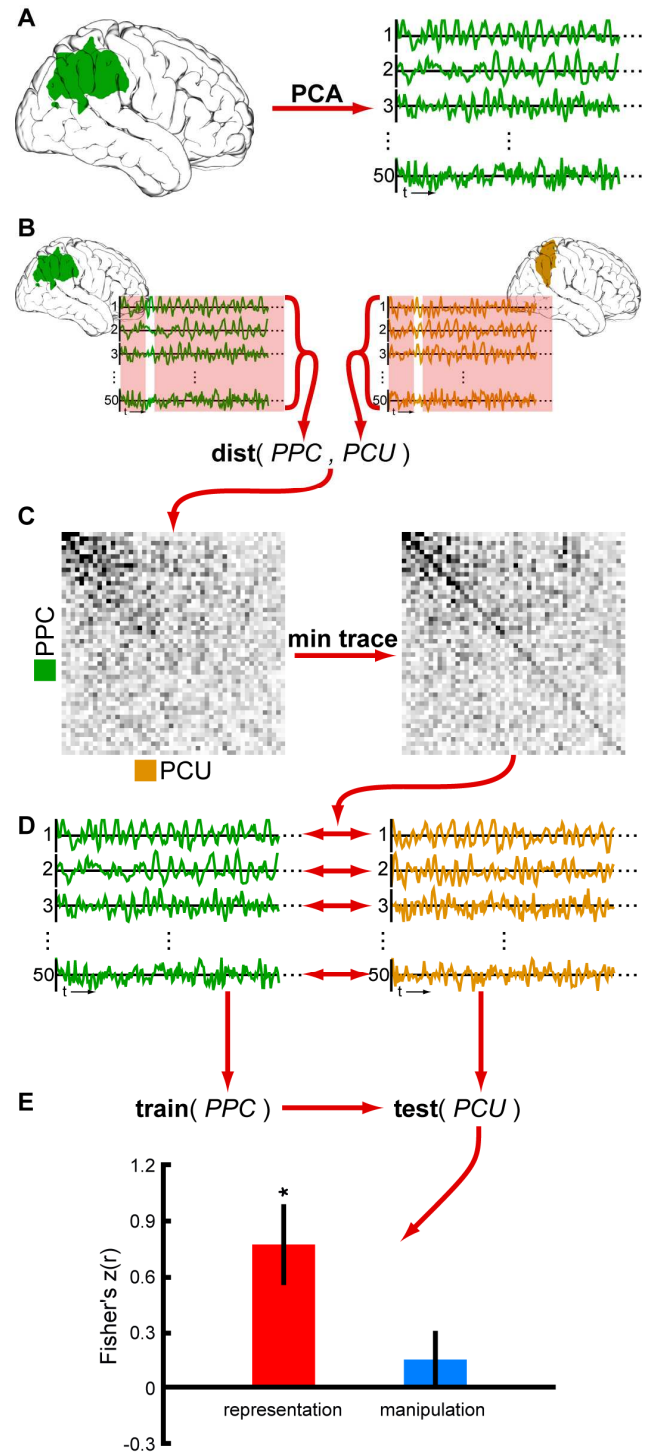 A
PCA
1
2
3
50
t
B
1
2
3
50
t
1
2
3
50
t
dist( PPC , PCU )
C
PPC
min trace
PCU
D
1
2
3
50
t
1
2
3
50
t
E
train( PPC )
test( PCU )
Fisher's z(r)
1.2
0.9
0.6
0.3
0
-0.3
*
representation
manipulation